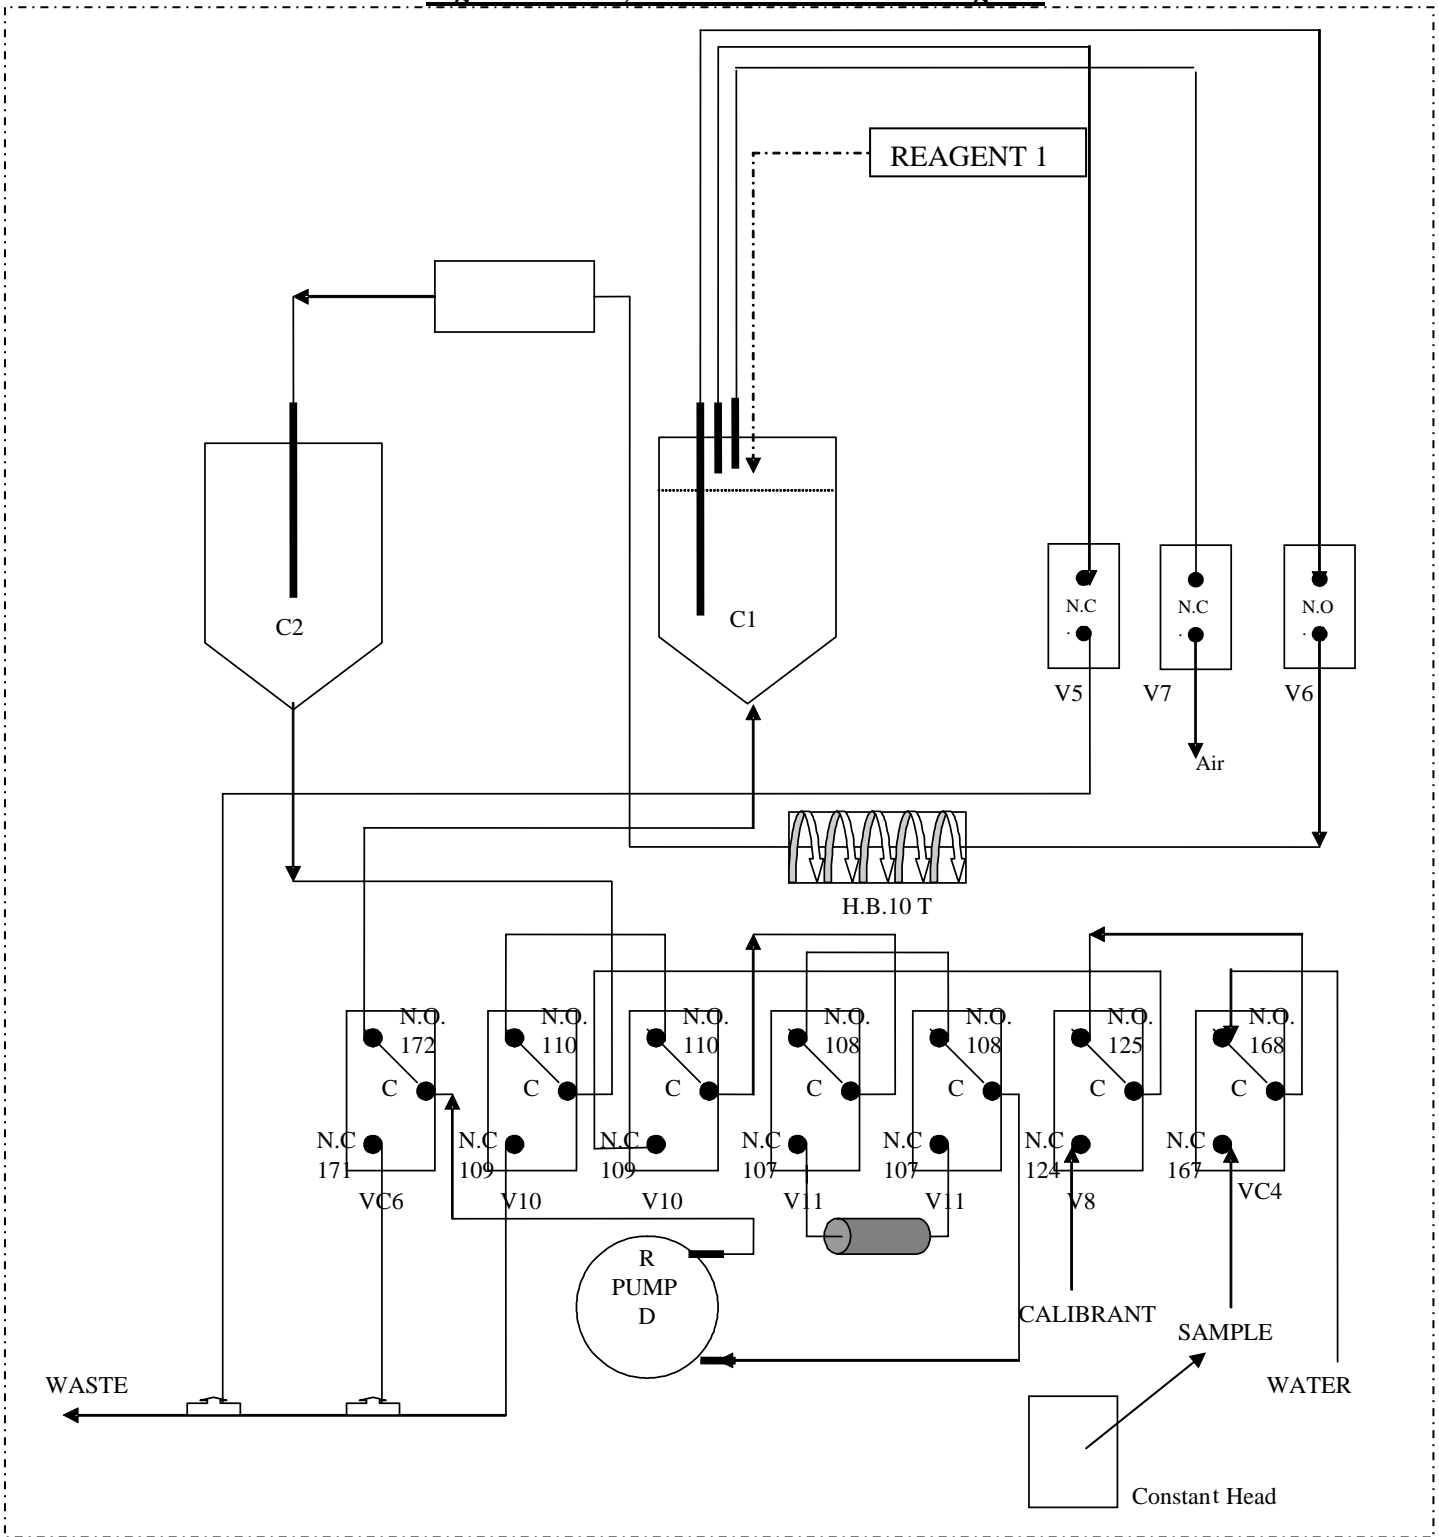 REAGENT 1
C2
C1
N.C
N.C
N.O
V5
V7
V6
Air
H.B.10 T
N.O.
172
N.O.
110
N.O.
110
N.O.
108
N.O.
108
N.O.
125
N.O.
168
C
C
C
C
C
N.C
171
N.C
109
N.C
109
N.C
107
N.C
107
N.C
124
N.C
167
VC6
V10
V10
V11
V11
V8
VC4
R
PUMP
D
CALIBRANT
SAMPLE
WASTE
WATER
Constant Head